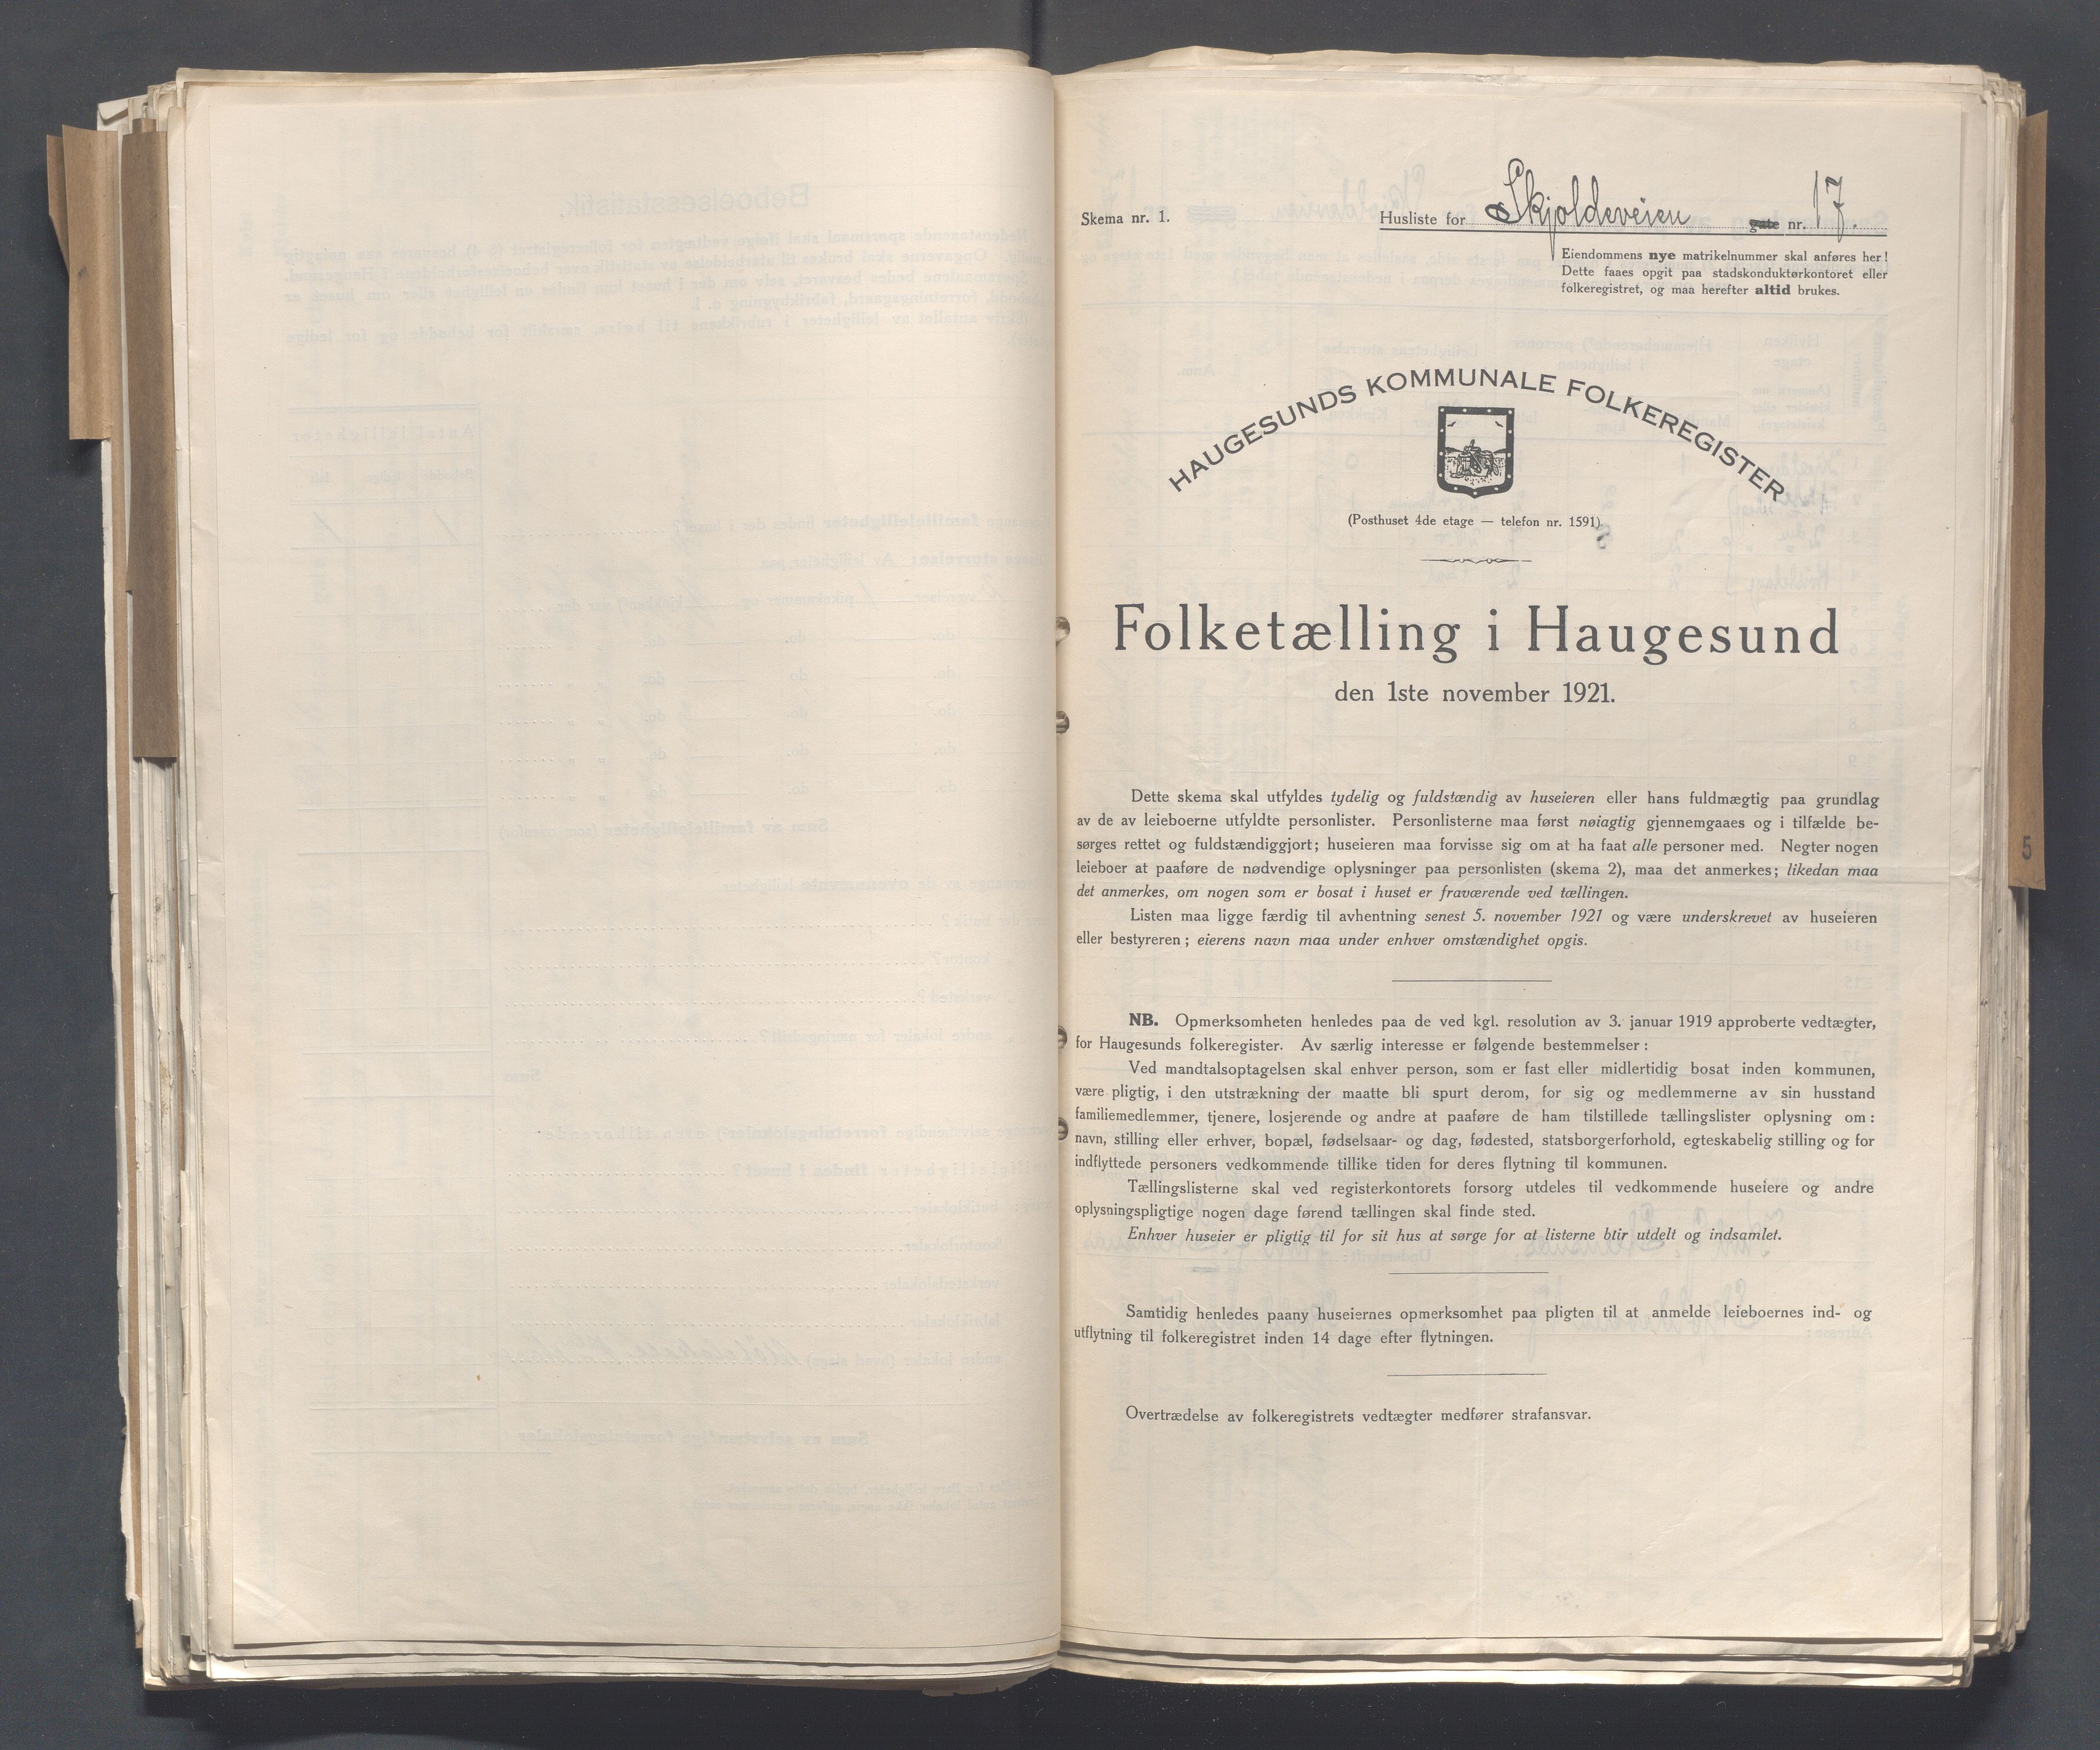 Skema nr. 1.
Husliste for Skjoldeveien gate nr. 17.
Eiendommens nye matrikelnummer skal anføres her!
Dette faaes opgit paa stadskonduktørkontoret eller
folkeregistret, og maa herefter altid brukes.
HAUGESUNDS KOMMUNALE FOLKEREGISTER
(Posthuset 4de etage — telefon nr. 1591)
Folketælling i Haugesund
den 1ste november 1921.
Dette skema skal utfyldes tydelig og fuldstændig av huseieren eller hans fuldmægtig paa grundlag
av de av leieboerne utfyldte personlister. Personlisterne maa først nøiagtig gjennemgaaes og i tilfælde be-
sørges rettet og fuldstændiggjort; huseieren maa forvisse sig om at ha faat alle personer med. Negter nogen
leieboer at paaføre de nødvendige oplysninger paa personlisten (skema 2), maa det anmerkes; likedan maa
det anmerkes, om nogen som er bosat i huset er fraværende ved tællingen.
Listen maa ligge færdig til avhentning senest 5. november 1921 og være underskrevet av huseieren
eller bestyreren; eierens navn maa under enhver omstændighet opgis.
NB. Opmerksomheten henledes paa de ved kgl. resolution av 3. januar 1919 approberte vedtægter,
for Haugesunds folkeregister. Av særlig interesse er følgende bestemmelser:
Ved mandtalsoptagelsen skal enhver person, som er fast eller midlertidig bosat inden kommunen,
være pligtig, i den utstrækning der maatte bli spurt derom, for sig og medlemmerne av sin husstand
familiemedlemmer, tjenere, losjerende og andre at paaføre de ham tilstillede tællingslister oplysning om:
navn, stilling eller erhver, bopæl, fødselsaar- og dag, fødested, statsborgerforhold, egteskabelig stilling og for
indflyttede personers vedkommende tillike tiden for deres flytning til kommunen.
Tællingslisterne skal ved registerkontorets forsorg utdeles til vedkommende huseiere og andre
oplysningspligtige nogen dage førend tællingen skal finde sted.
Enhver huseier er pligtig til for sit hus at sørge for at listerne blir utdelt og indsamlet.
Samtidig henledes paany huseiernes opmerksomhet paa pligten til at anmelde leieboernes ind- og
utflytning til folkeregistret inden 14 dage efter flytningen.
Overtrædelse av folkeregistrets vedtægter medfører strafansvar.
5